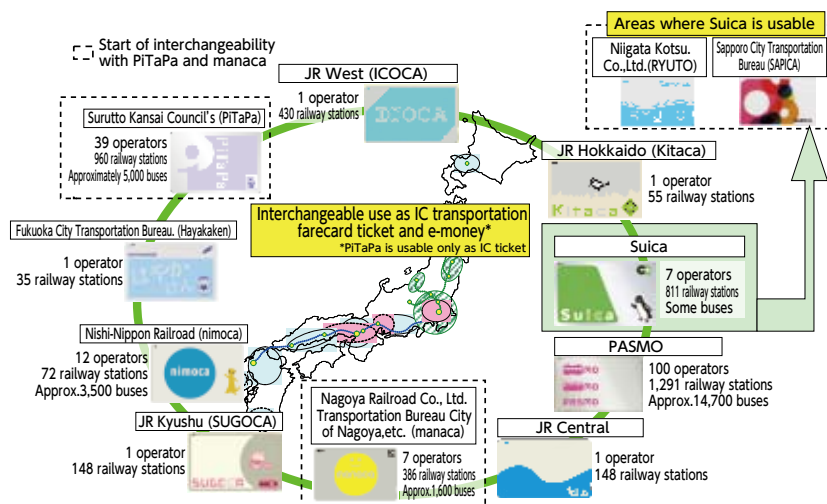 Areas where Suica is usable
Niigata Kotsu.
Co.,Ltd.(RYUTO)
Sapporo City Transportation
Bureau (SAPICA)
Start of interchangeability
with PiTaPa and manaca
JR West (ICOCA)
1 operator
430 railway stations
ICOCA
Surutto Kansai Council's (PiTaPa)
39 operators
960 railway stations
Approximately 5,000 buses
PiTaPa
JR Hokkaido (Kitaca)
1 operator
55 railway stations
Kitaca
Interchangeable use as IC transportation
farecard ticket and e-money*
*PiTaPa is usable only as IC ticket
Fukuoka City Transportation Bureau. (Hayakaken)
1 operator
35 railway stations
はやかけん
Suica
7 operators
811 railway stations
Some buses
Suica
Nishi-Nippon Railroad (nimoca)
12 operators
72 railway stations
Approx.3,500 buses
nimoca
PASMO
100 operators
1,291 railway stations
Approx.14,700 buses
PASMO
JR Kyushu (SUGOCA)
1 operator
148 railway stations
SUGOCA
Nagoya Railroad Co., Ltd.
Transportation Bureau City
of Nagoya,etc. (manaca)
7 operators
386 railway stations
Approx.1,600 buses
JR Central
1 operator
148 railway stations